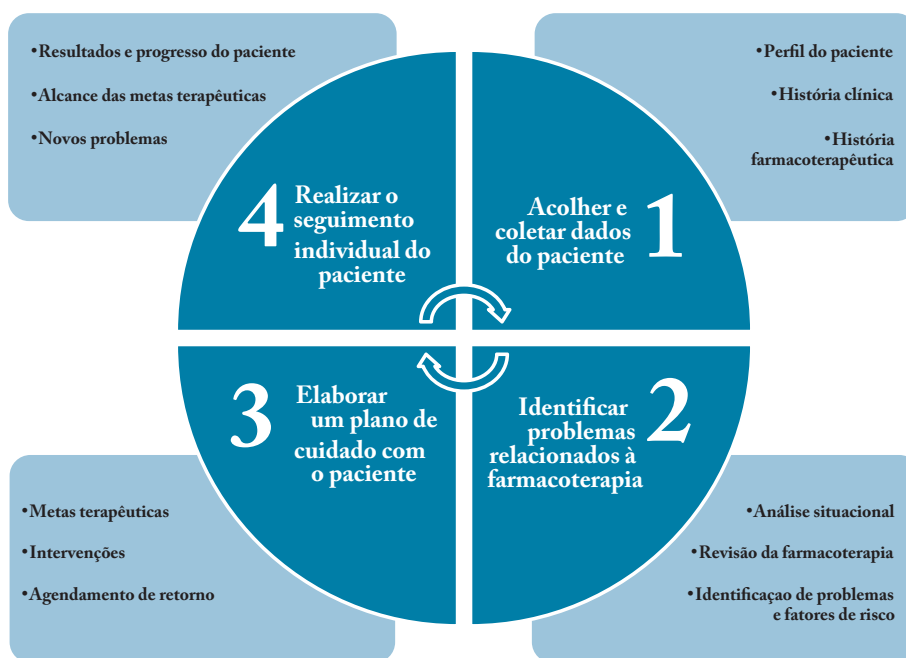 •Perfil do paciente
•História clínica
•História
farmacoterapêutica
1
Acolher e
coletar dados
do paciente
2
Identificar
problemas
relacionados à
farmacoterapia
•Análise situacional
•Revisão da farmacoterapia
•Identificaçao de problemas
e fatores de risco
3
Elaborar
um plano de
cuidado com
o paciente
•Metas terapêuticas
•Intervenções
•Agendamento de retorno
4
Realizar o
seguimento
individual do
paciente
•Resultados e progresso do paciente
•Alcance das metas terapêuticas
•Novos problemas